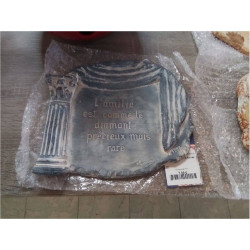 L'amitié
est comme le
diamant
précieux mais
rare.